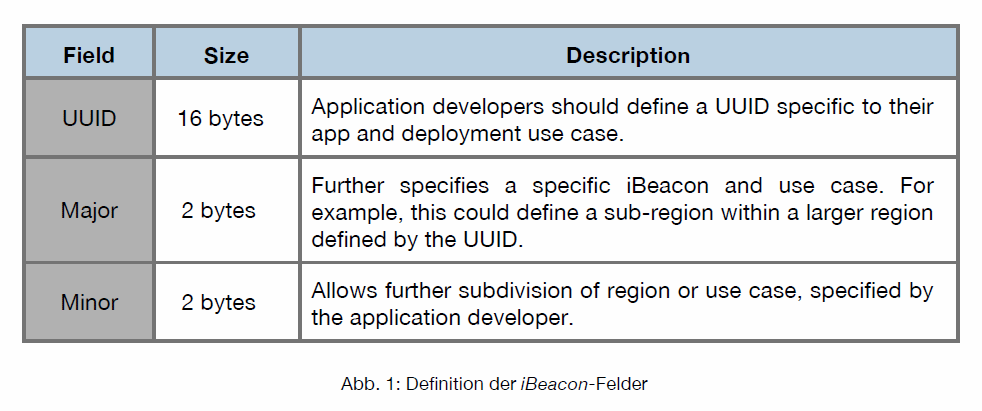 Field Size Description
UUID 16 bytes Application developers should define a UUID specific to their
app and deployment use case.
Major 2 bytes Further specifies a specific iBeacon and use case. For
example, this could define a sub-region within a larger region
defined by the UUID.
Minor 2 bytes Allows further subdivision of region or use case, specified by
the application developer.
Abb. 1: Definition der iBeacon-Felder